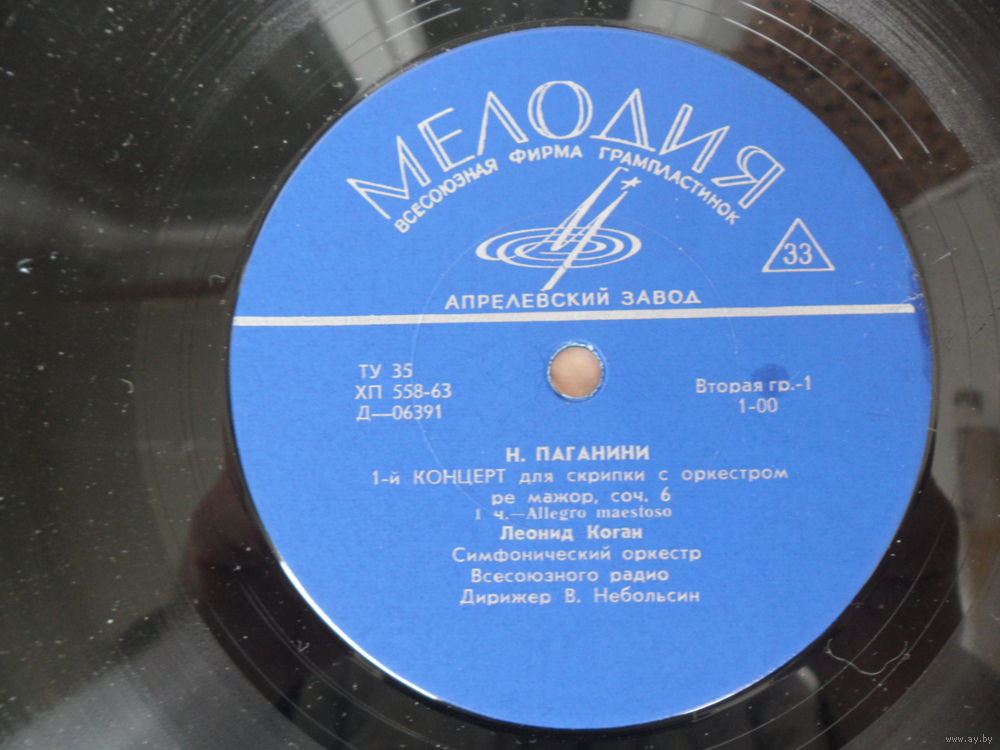 МЕЛОДИЯ
ВСЕСОЮЗНАЯ ФИРМА ГРАМПЛАСТИНОК
33
АПРЕЛЕВСКИЙ ЗАВОД
ТУ 35
ХП 558-63
Д—06391
Вторая гр.-1
1-00
Н. ПАГАНИНИ
1-й КОНЦЕРТ для скрипки с оркестром
ре мажор, соч. 6
1 ч.—Allegro maestoso
Леонид Коган
Симфонический оркестр
Всесоюзного радио
Дирижер В. Небольсин
www.ay.by